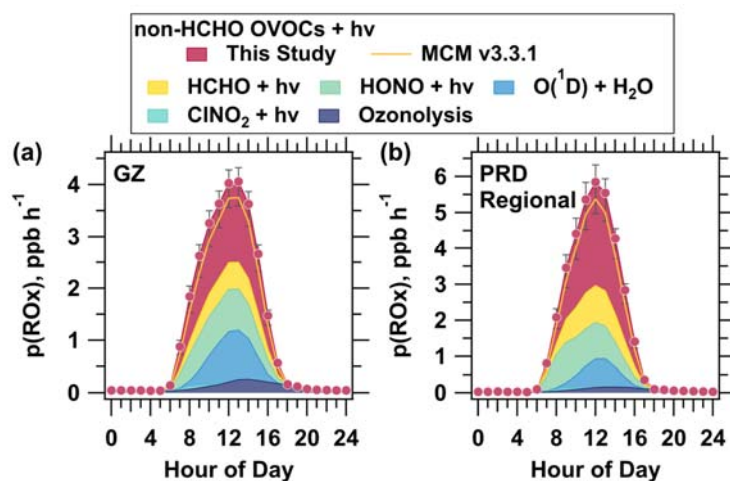 non-HCHO OVOCs + hv
This Study MCM v3.3.1
HCHO + hv HONO + hv O(¹D) + H₂O
ClNO₂ + hv Ozonolysis
(a) GZ
p(ROx), ppb h⁻¹
4
3
2
1
0
0 4 8 12 16 20 24
Hour of Day
(b) PRD
Regional
p(ROx), ppb h⁻¹
6
5
4
3
2
1
0
0 4 8 12 16 20 24
Hour of Day